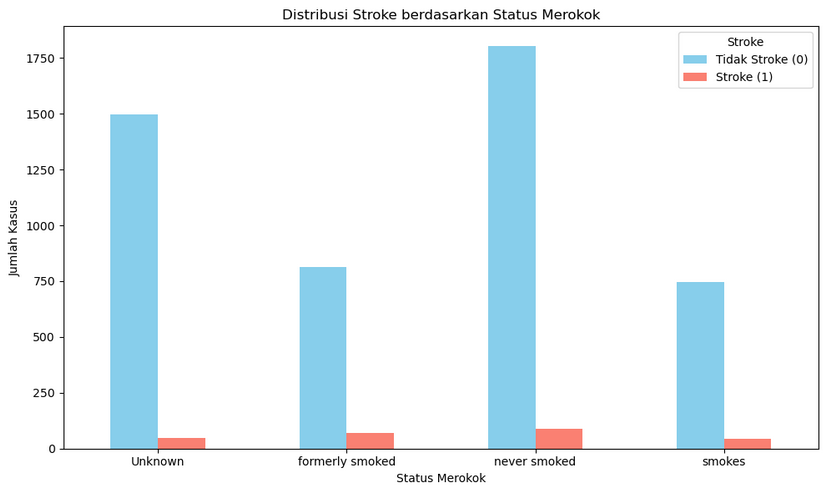 Distribusi Stroke berdasarkan Status Merokok
Stroke
Tidak Stroke (0)
Stroke (1)
Jumlah Kasus
1750
1500
1250
1000
750
500
250
0
Unknown
formerly smoked
never smoked
smokes
Status Merokok